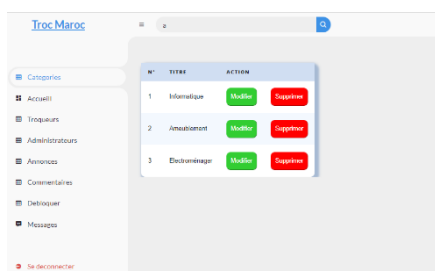 Troc Maroc
a
Categories
Accueill
Troqueurs
Administrateurs
Annonces
Commentaires
Debloquer
Messages
Se deconnecter
N° TITRE ACTION
1 Informatique Modifier Supprimer
2 Ameublement Modifier Supprimer
3 Electroménager Modifier Supprimer